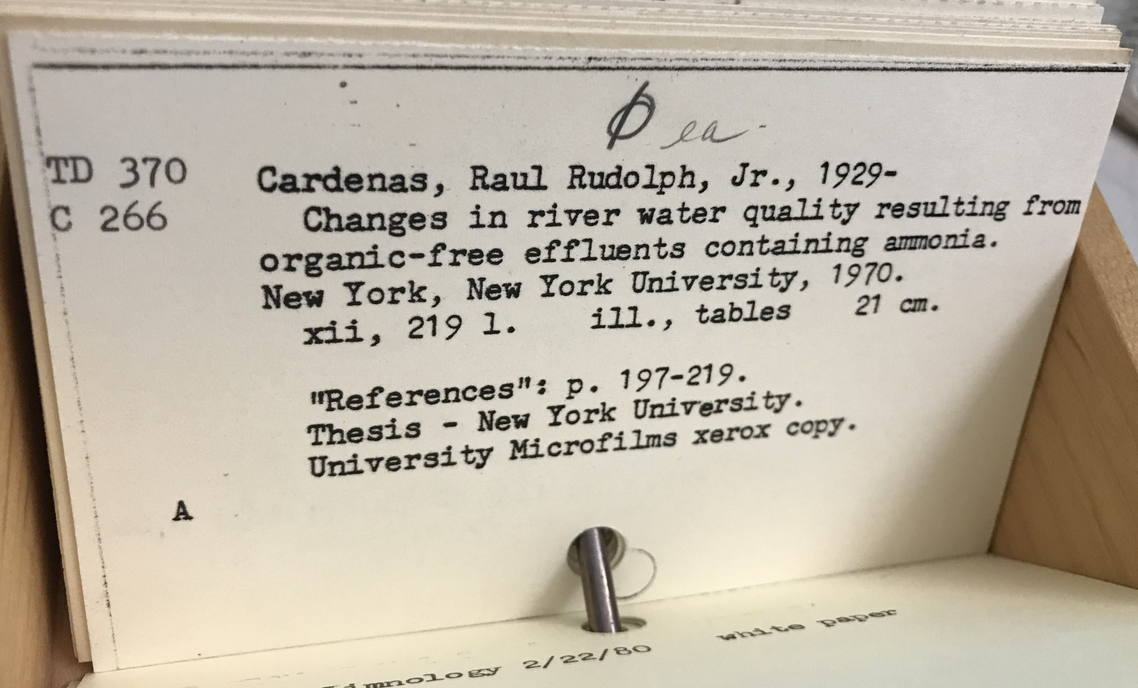 ea
TD 370 Cardenas, Raul Rudolph, Jr., 1929-
C 266 Changes in river water quality resulting from
organic-free effluents containing ammonia.
New York, New York University, 1970.
xii, 219 l. ill., tables 21 cm.
"References": p. 197-219.
Thesis - New York University.
University Microfilms xerox copy.
A
2/22/80 white paper